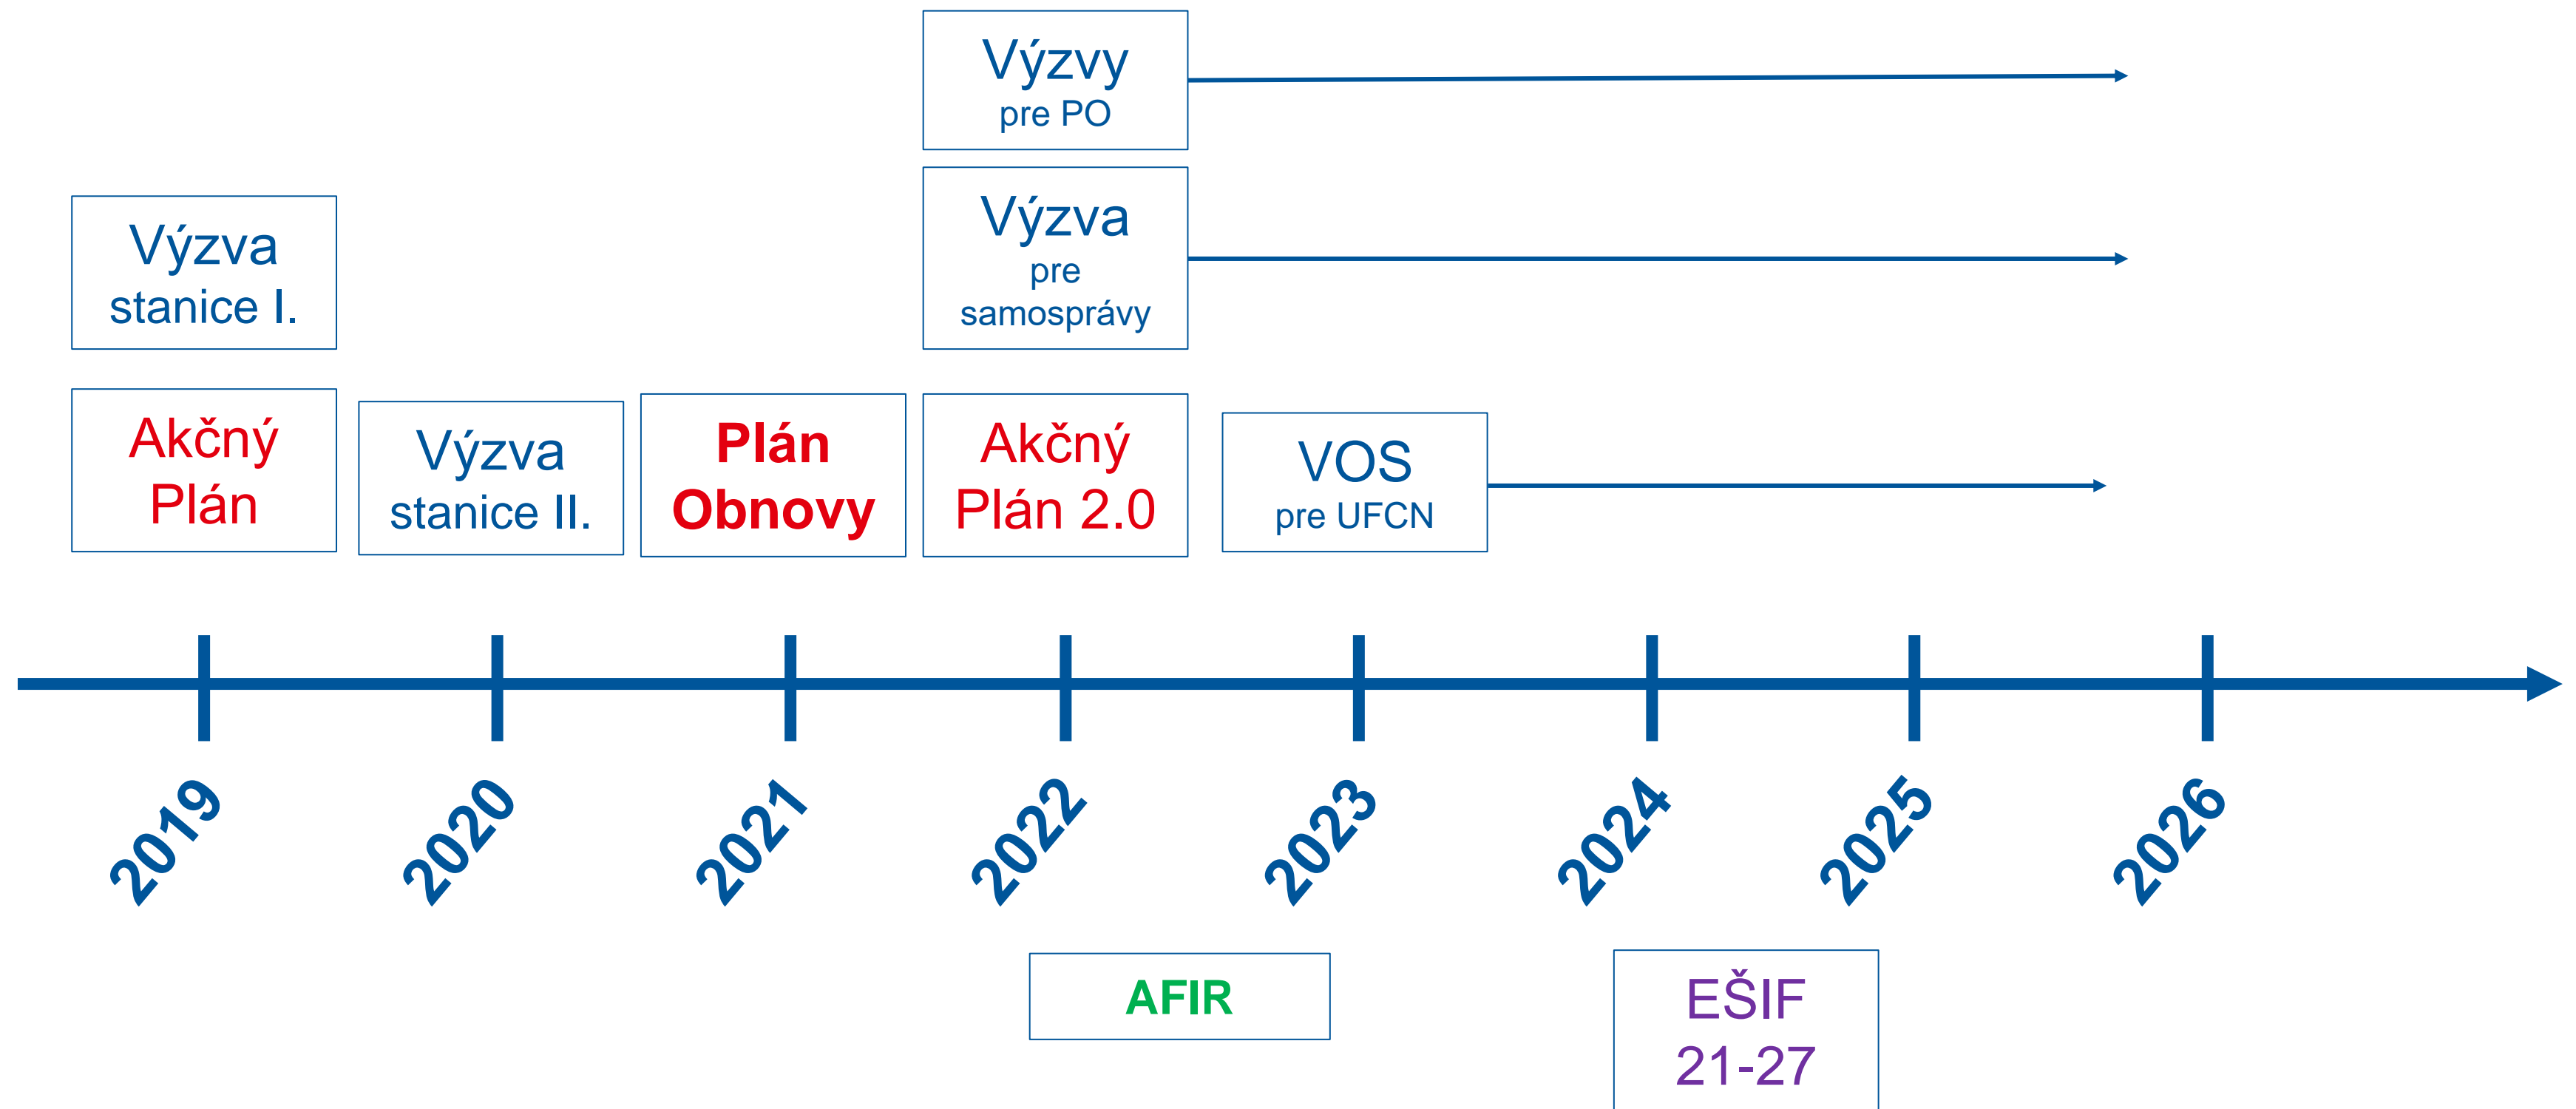 Výzvy
pre PO
Výzva
pre
samosprávy
Výzva
stanice I.
Akčný
Plán
Výzva
stanice II.
Plán
Obnovy
Akčný
Plán 2.0
VOS
pre UFCN
2019
2020
2021
2022
2023
2024
2025
2026
AFIR
EŠIF
21-27